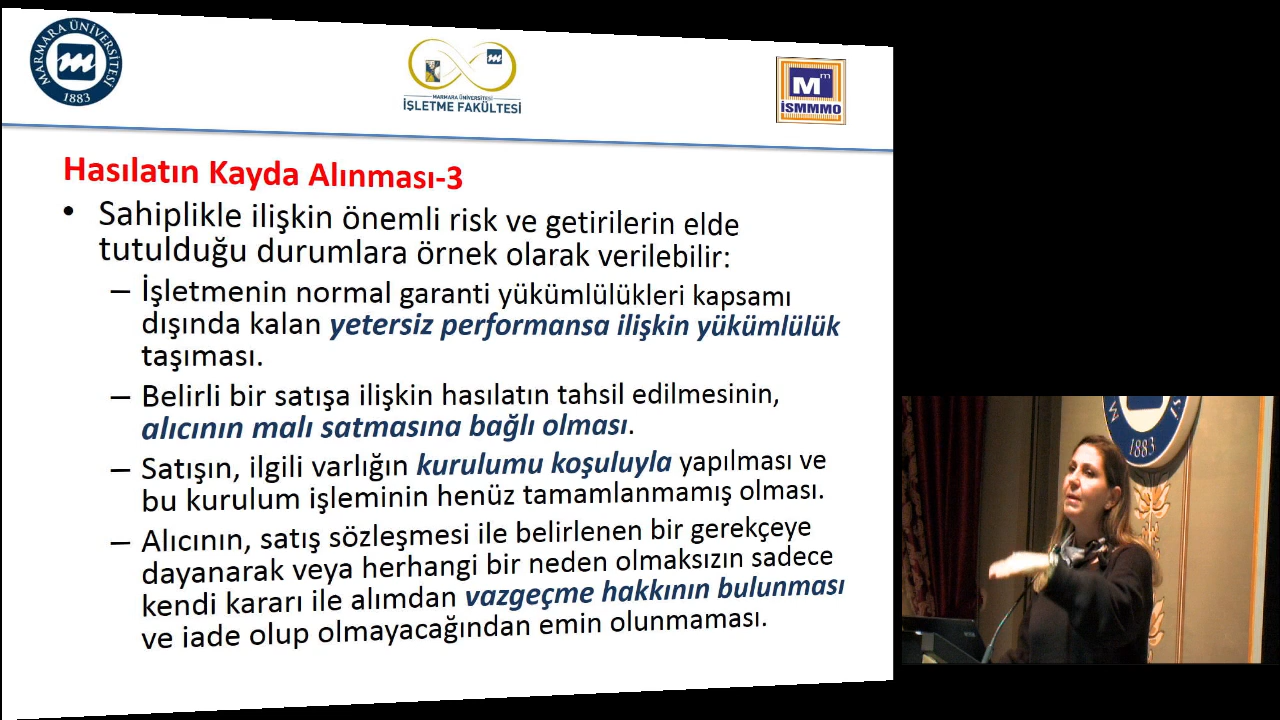 MARMARA ÜNİVERSİTESİ
1883
MARMARA ÜNİVERSİTESİ
İŞLETME FAKÜLTESİ
Mm
İSMMMO
Hasılatın Kayda Alınması-3
• Sahiplikle ilişkin önemli risk ve getirilerin elde
tutulduğu durumlara örnek olarak verilebilir:
– İşletmenin normal garanti yükümlülükleri kapsamı
dışında kalan yetersiz performansa ilişkin yükümlülük
taşıması.
– Belirli bir satışa ilişkin hasılatın tahsil edilmesinin,
alıcının malı satmasına bağlı olması.
– Satışın, ilgili varlığın kurulumu koşuluyla yapılması ve
bu kurulum işleminin henüz tamamlanmamış olması.
– Alıcının, satış sözleşmesi ile belirlenen bir gerekçeye
dayanarak veya herhangi bir neden olmaksızın sadece
kendi kararı ile alımdan vazgeçme hakkının bulunması
ve iade olup olmayacağından emin olunmaması.
1883